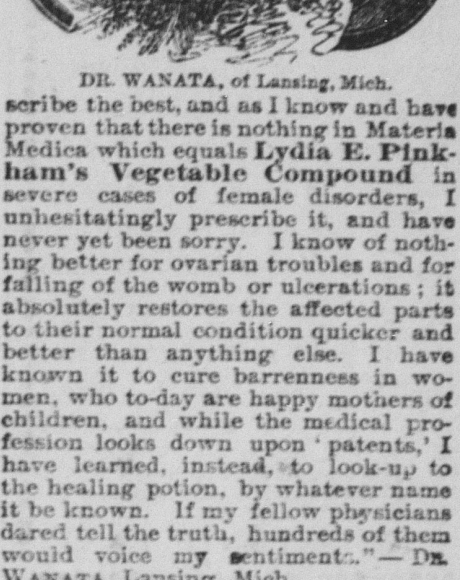 DR. WANATA, of Lansing, Mich.
scribe the best, and as I know and have
proven that there is nothing in Materia
Medica which equals Lydia E. Pink-
ham's Vegetable Compound in
severe cases of female disorders, I
unhesitatingly prescribe it, and have
never yet been sorry. I know of noth-
ing better for ovarian troubles and for
falling of the womb or ulcerations; it
absolutely restores the affected parts
to their normal condition quicker and
better than anything else. I have
known it to cure barrenness in wo-
men, who to-day are happy mothers of
children, and while the medical pro-
fession looks down upon 'patents,' I
have learned, instead, to look-up to
the healing potion, by whatever name
it be known. If my fellow physicians
dared tell the truth, hundreds of them
would voice my sentiments."—DR.
WANATA, Lansing, Mich.